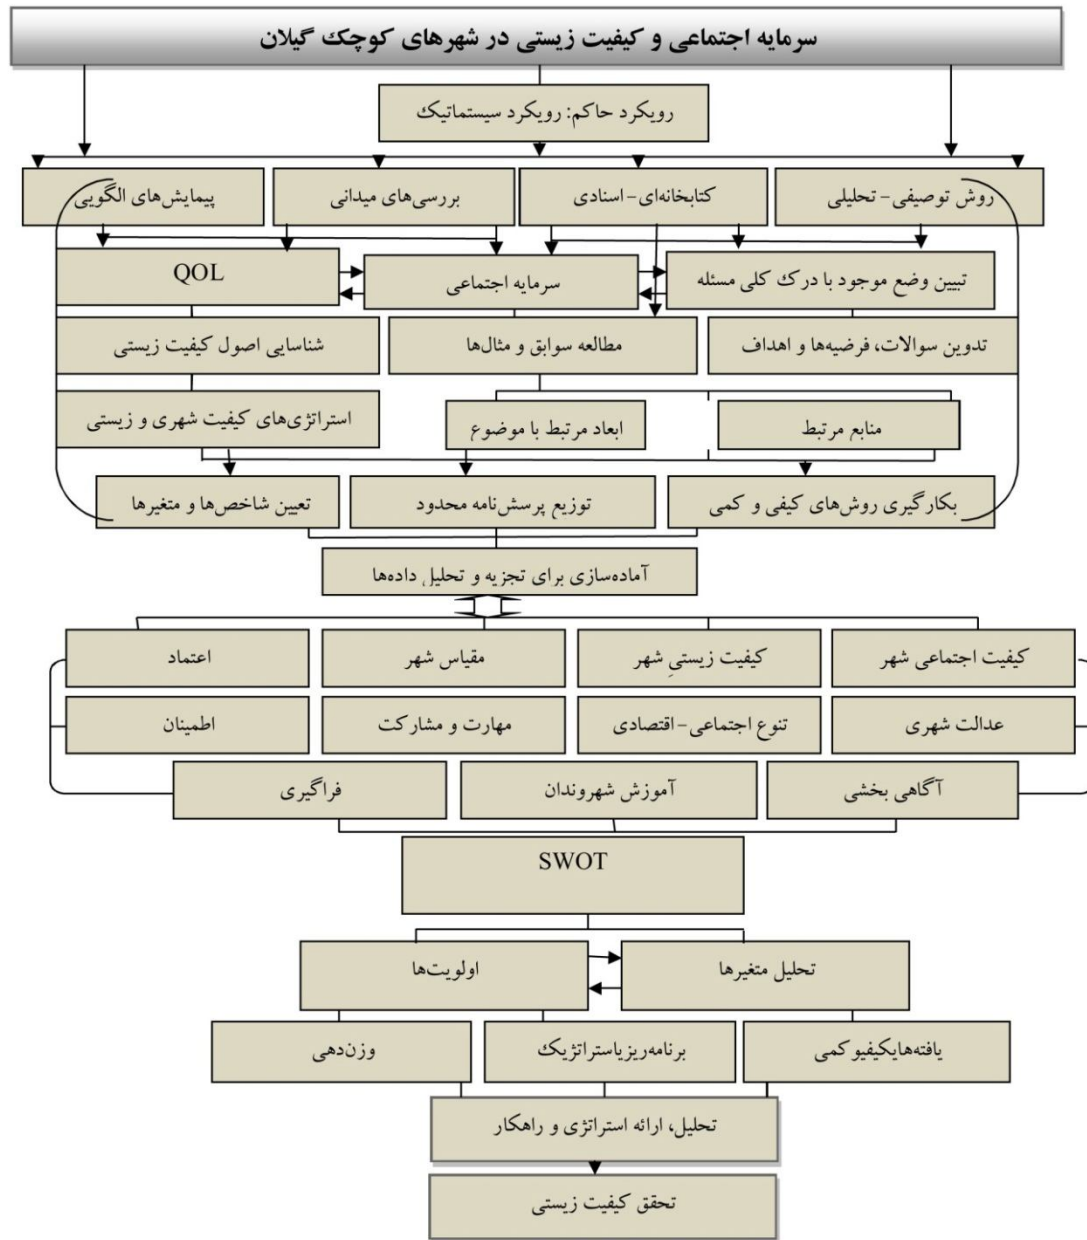 سرمایه اجتماعی و کیفیت زیستی در شهرهای کوچک گیلان
رویکرد حاکم: رویکرد سیستماتیک
روش توصیفی- تحلیلی
کتابخانه‌ای- اسنادی
بررسی‌های میدانی
پیمایش‌های الگویی
تبیین وضع موجود با درک کلی مسئله
سرمایه اجتماعی
QOL
تدوین سوالات، فرضیه‌ها و اهداف
مطالعه سوابق و مثال‌ها
شناسایی اصول کیفیت زیستی
منابع مرتبط
ابعاد مرتبط با موضوع
استراتژی‌های کیفیت شهری و زیستی
بکارگیری روش‌های کیفی و کمی
توزیع پرسش‌نامه محدود
تعیین شاخص‌ها و متغیرها
آماده‌سازی برای تجزیه و تحلیل داده‌ها
کیفیت اجتماعی شهر
کیفیت زیستیِ شهر
مقیاس شهر
اعتماد
عدالت شهری
تنوع اجتماعی- اقتصادی
مهارت و مشارکت
اطمینان
آگاهی بخشی
آموزش شهروندان
فراگیری
SWOT
تحلیل متغیرها
اولویت‌ها
یافته‌هایکیفیوکمی
برنامه‌ریزیاستراتژیک
وزن‌دهی
تحلیل، ارائه استراتژی و راهکار
تحقق کیفیت زیستی